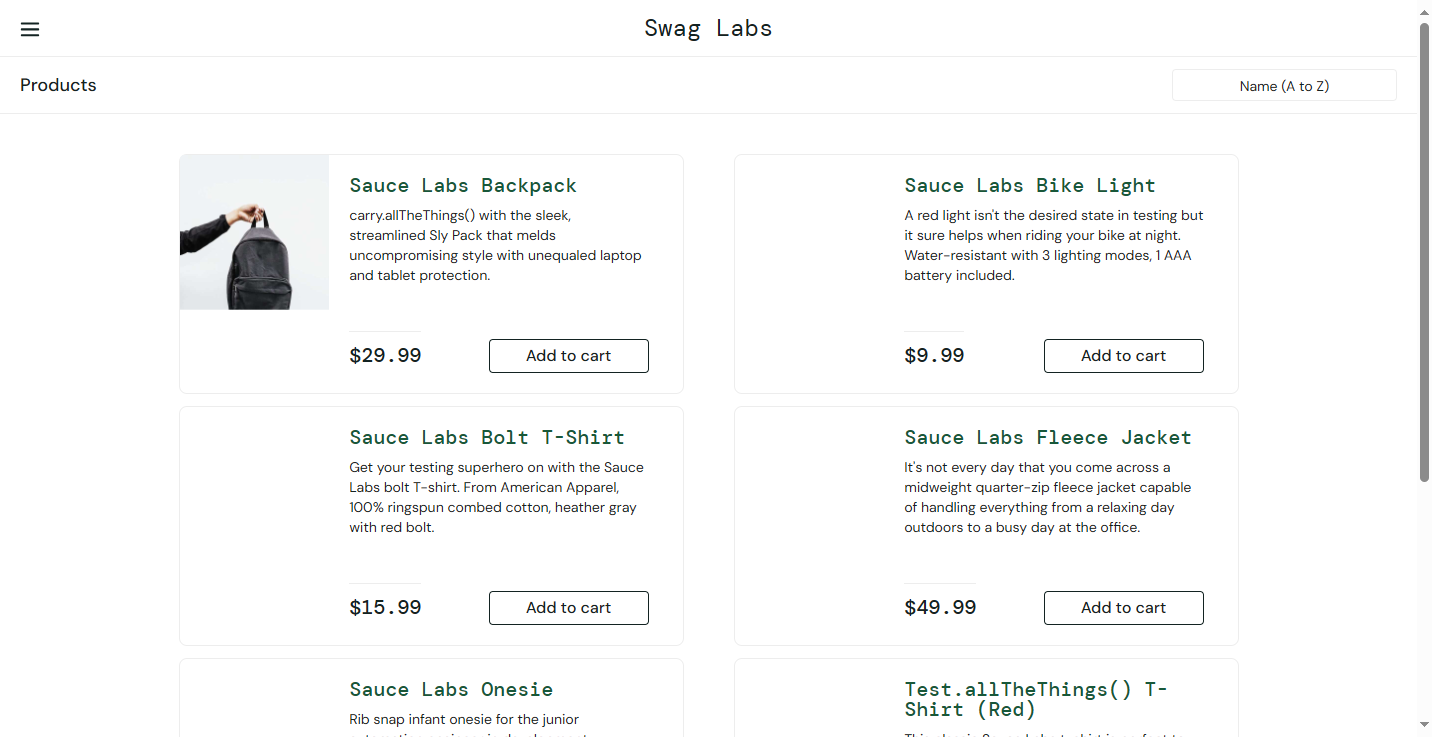 Swag Labs
Products
Name (A to Z)
Sauce Labs Backpack
carry.allTheThings() with the sleek,
streamlined Sly Pack that melds
uncompromising style with unequaled laptop
and tablet protection.
$29.99
Add to cart
Sauce Labs Bike Light
A red light isn't the desired state in testing but
it sure helps when riding your bike at night.
Water-resistant with 3 lighting modes, 1 AAA
battery included.
$9.99
Add to cart
Sauce Labs Bolt T-Shirt
Get your testing superhero on with the Sauce
Labs bolt T-shirt. From American Apparel,
100% ringspun combed cotton, heather gray
with red bolt.
$15.99
Add to cart
Sauce Labs Fleece Jacket
It's not every day that you come across a
midweight quarter-zip fleece jacket capable
of handling everything from a relaxing day
outdoors to a busy day at the office.
$49.99
Add to cart
Sauce Labs Onesie
Rib snap infant onesie for the junior
Test.allTheThings() T-
Shirt (Red)